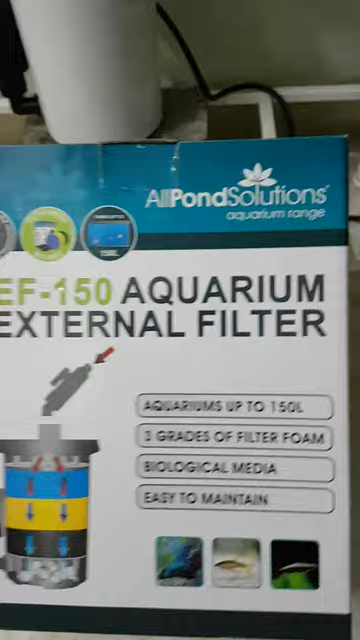 AllPondSolutions
aquarium range
150L
EF-150 AQUARIUM
EXTERNAL FILTER
AQUARIUMS UP TO 150L
3 GRADES OF FILTER FOAM
BIOLOGICAL MEDIA
EASY TO MAINTAIN